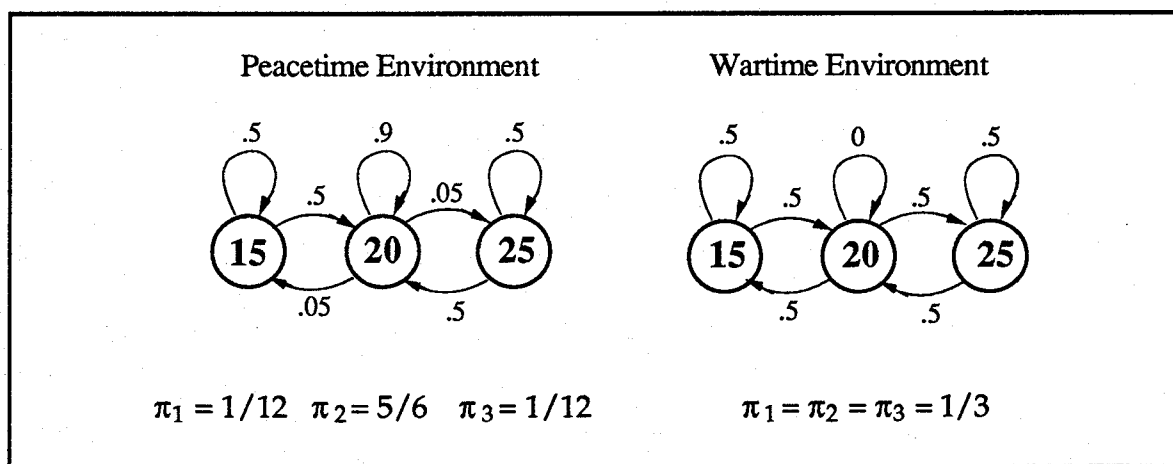 Peacetime Environment Wartime Environment
.5 .9 .5 .5 0 .5
.5 .05 .5 .5
15 20 25 15 20 25
.05 .5 .5 .5
π1 = 1/12 π2 = 5/6 π3 = 1/12 π1 = π2 = π3 = 1/3